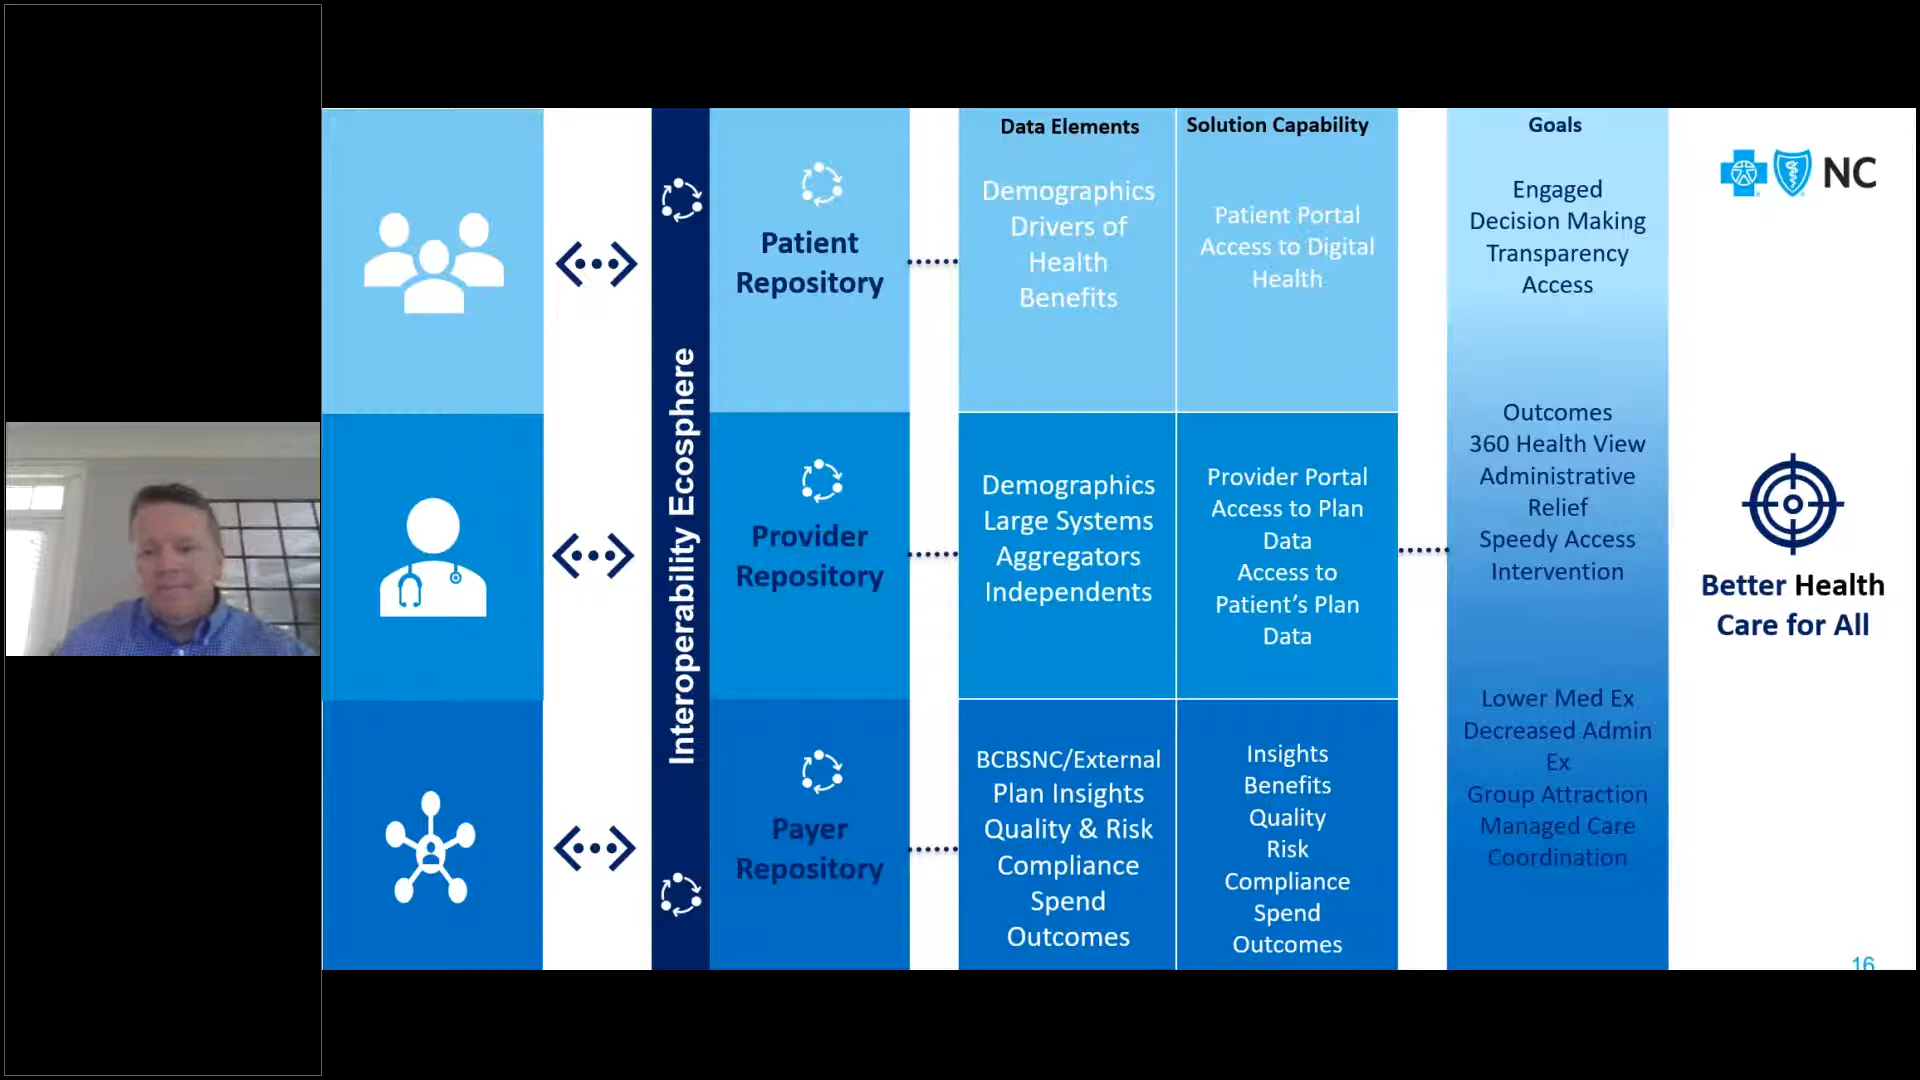 Data Elements
Solution Capability
Goals
NC
Interoperability Ecosphere
Patient
Repository
Demographics
Drivers of
Health
Benefits
Patient Portal
Access to Digital
Health
Engaged
Decision Making
Transparency
Access
Provider
Repository
Demographics
Large Systems
Aggregators
Independents
Provider Portal
Access to Plan
Data
Access to
Patient’s Plan
Data
Outcomes
360 Health View
Administrative
Relief
Speedy Access
Intervention
Better Health
Care for All
Payer
Repository
BCBSNC/External
Plan Insights
Quality & Risk
Compliance
Spend
Outcomes
Insights
Benefits
Quality
Risk
Compliance
Spend
Outcomes
Lower Med Ex
Decreased Admin
Ex
Group Attraction
Managed Care
Coordination
16